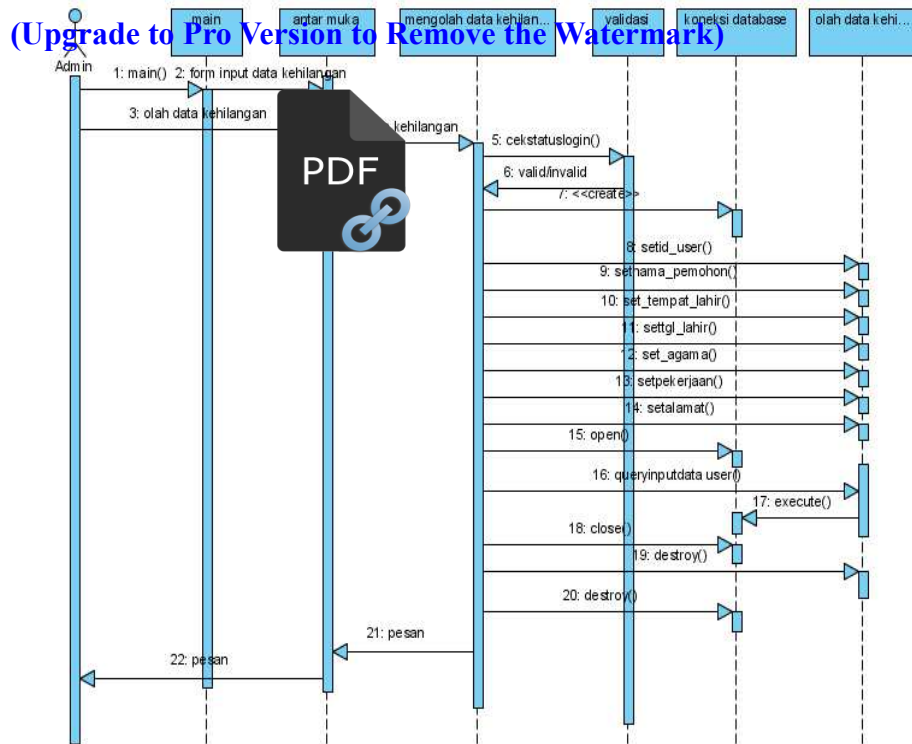 main
antar muka
mengolah data kehilan...
validasi
koneksi database
olah data kehi...
(Upgrade to Pro Version to Remove the Watermark)
Admin
1: main()
2: form input data kehilangan
3: olah data kehilangan
kehilangan
PDF
5: cekstatuslogin()
6: valid/invalid
7: <<create>>
8: setid_user()
9: setnama_pemohon()
10: set_tempat_lahir()
11: settgl_lahir()
12: set_agama()
13: setpekerjaan()
14: setalamat()
15: open()
16: queryinputdata user()
17: execute()
18: close()
19: destroy()
20: destroy()
21: pesan
22: pesan